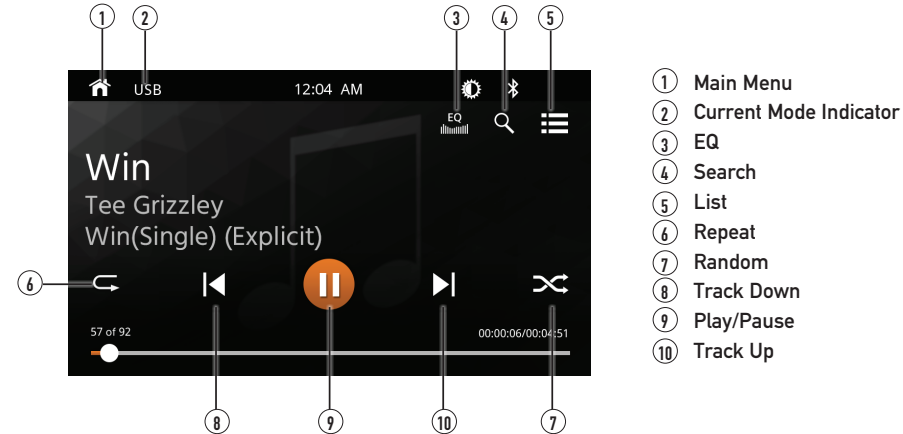 1 2 3 4 5
USB 12:04 AM
EQ
Win
Tee Grizzley
Win(Single) (Explicit)
6
57 of 92 00:00:06/00:04:51
8 9 10 7
1 Main Menu
2 Current Mode Indicator
3 EQ
4 Search
5 List
6 Repeat
7 Random
8 Track Down
9 Play/Pause
10 Track Up